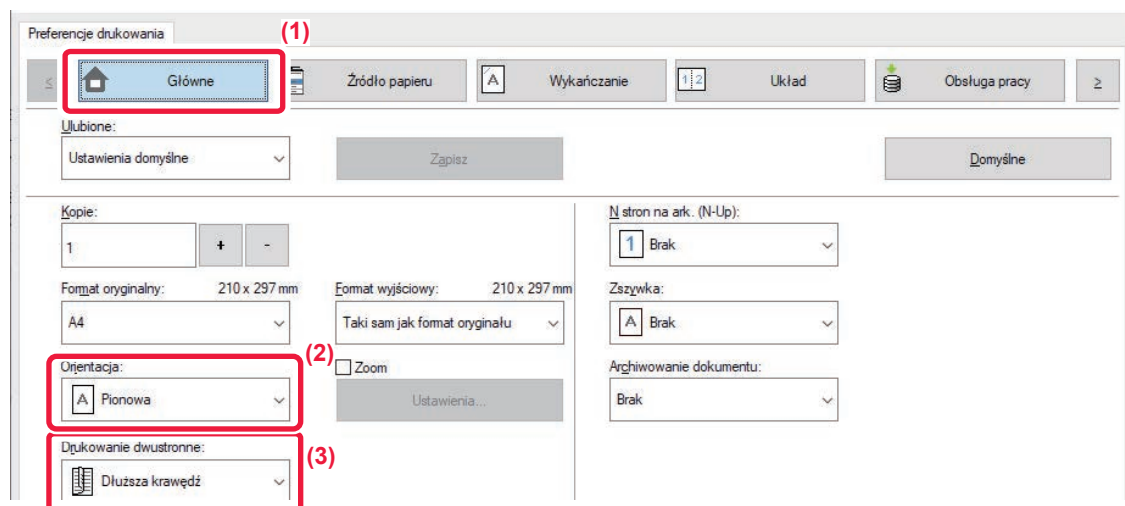 Preferencje drukowania
(1)
≤ Główne Źródło papieru A Wykańczanie 1 2 Układ Obsługa pracy ≥
Ulubione:
Ustawienia domyślne Zapisz Domyślne
Kopie: N stron na ark. (N-Up):
1 + - 1 Brak
Format oryginalny: 210 x 297 mm Format wyjściowy: 210 x 297 mm Zszywka:
A4 Taki sam jak format oryginału A Brak
(2)
Orientacja: Zoom Archiwowanie dokumentu:
A Pionowa Ustawienia... Brak
Drukowanie dwustronne:
(3)
Dłuższa krawędź